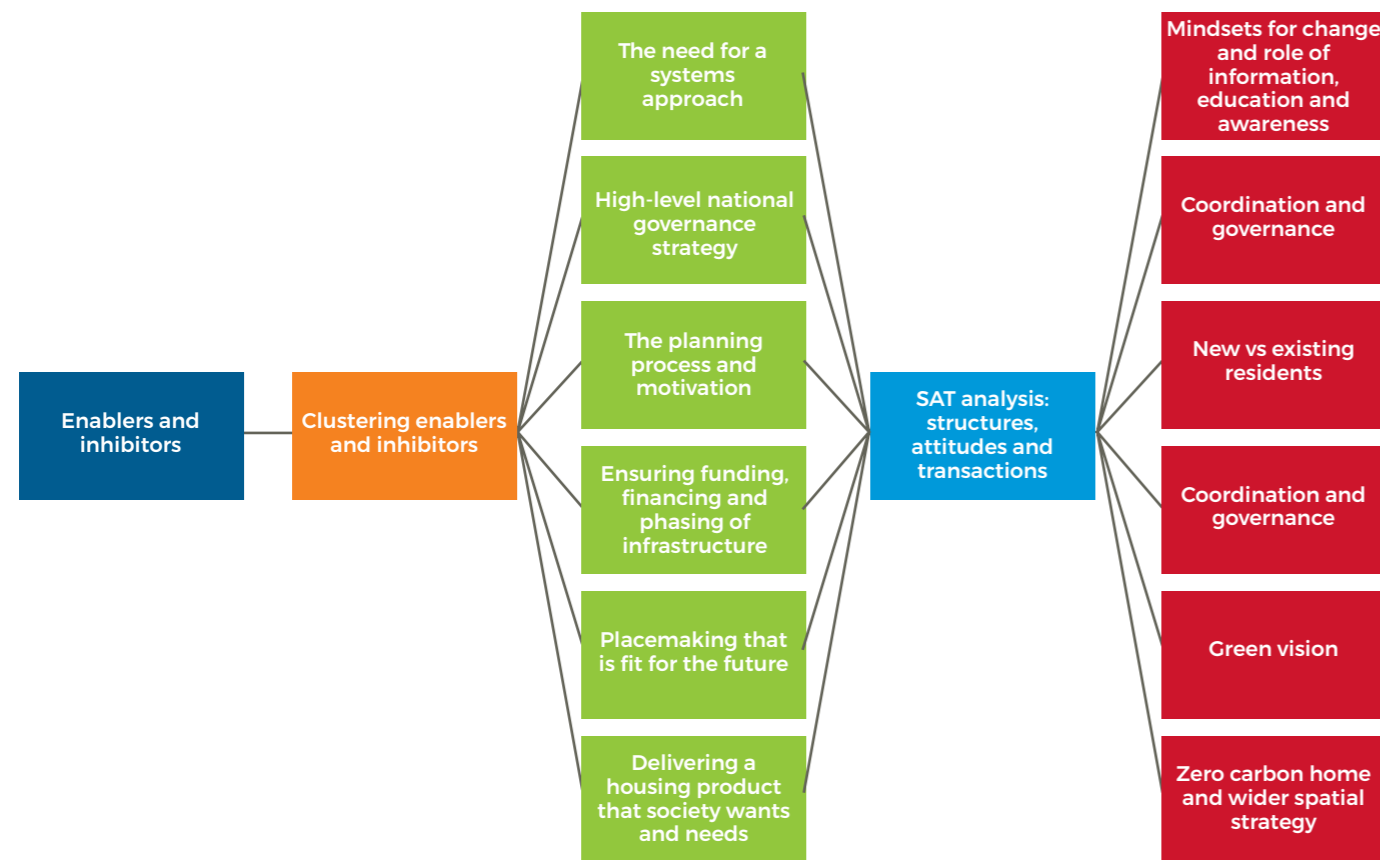 Enablers and
inhibitors
Clustering enablers
and inhibitors
The need for a
systems
approach
High-level national
governance
strategy
The planning
process and
motivation
Ensuring funding,
financing and
phasing of
infrastructure
Placemaking that
is fit for the future
Delivering a
housing product
that society wants
and needs
SAT analysis:
structures,
attitudes and
transactions
Mindsets for change
and role of
information,
education and
awareness
Coordination and
governance
New vs existing
residents
Coordination and
governance
Green vision
Zero carbon home
and wider spatial
strategy